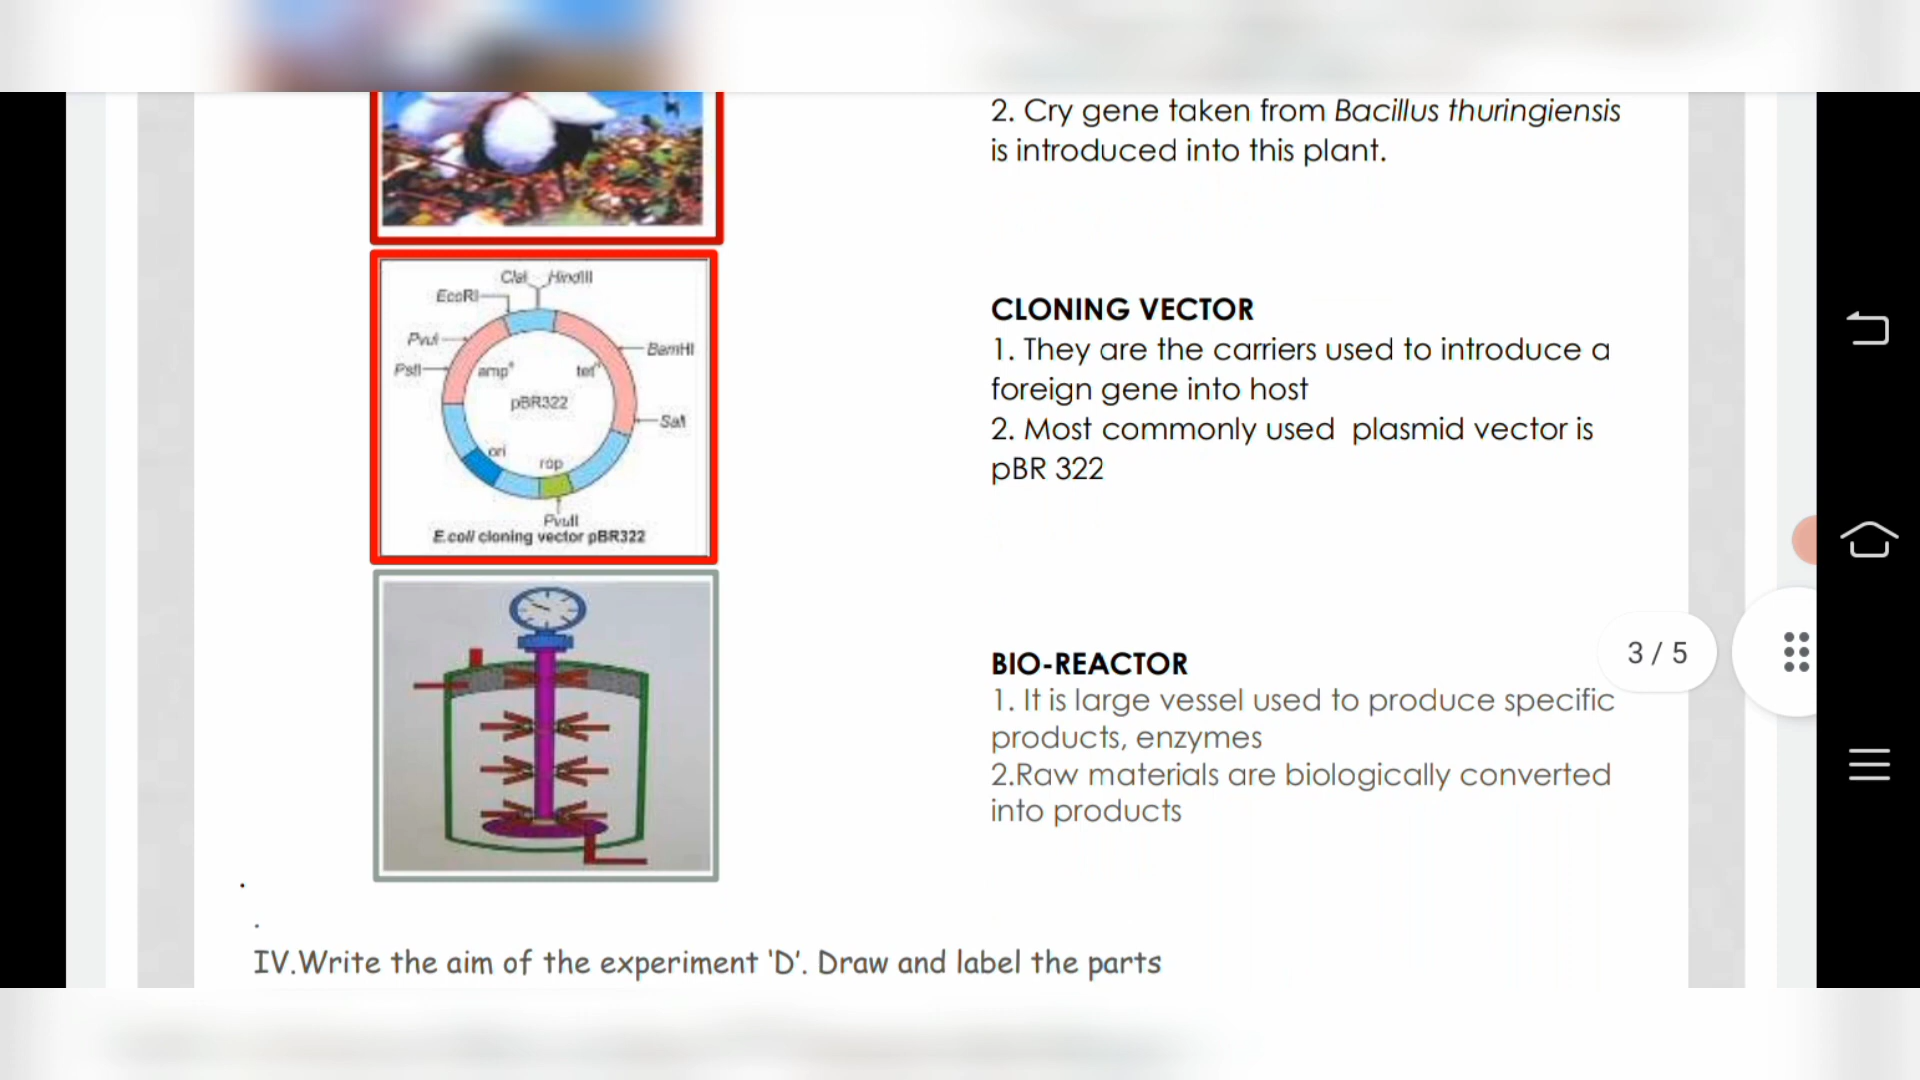 2. Cry gene taken from Bacillus thuringiensis
is introduced into this plant.
ClaI HindIII
EcoRI
PvuI
BamHI
PstI
ampR
tetR
pBR322
SalI
ori
rop
PvuII
E.coli cloning vector pBR322
CLONING VECTOR
1. They are the carriers used to introduce a
foreign gene into host
2. Most commonly used plasmid vector is
pBR 322
BIO-REACTOR
1. It is large vessel used to produce specific
products, enzymes
2.Raw materials are biologically converted
into products
3 / 5
IV.Write the aim of the experiment ‘D’. Draw and label the parts